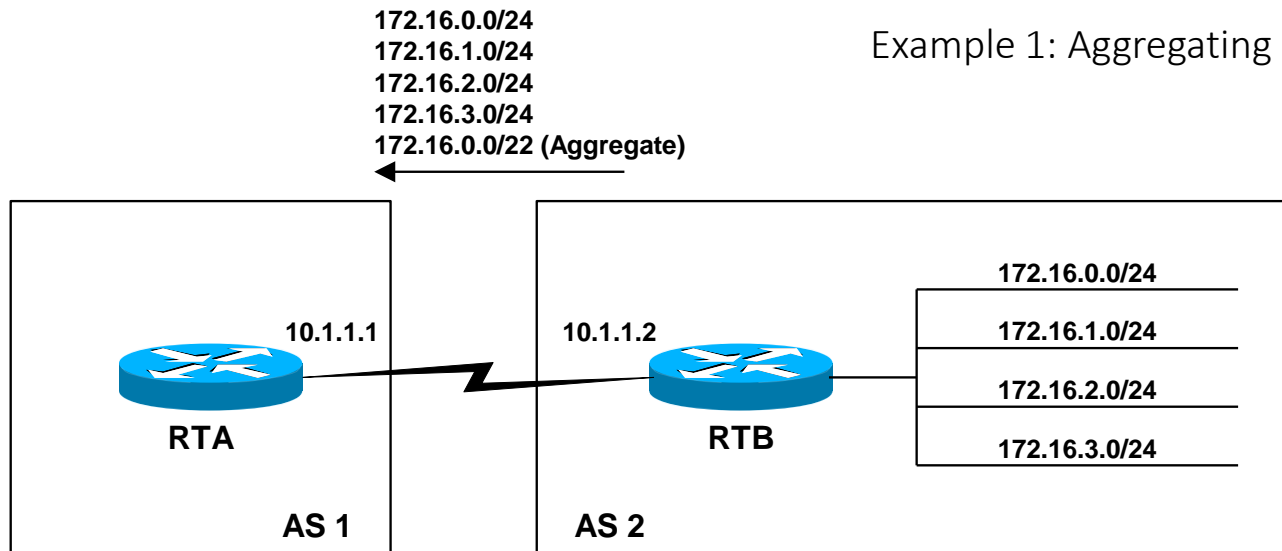 172.16.0.0/24
172.16.1.0/24
172.16.2.0/24
172.16.3.0/24
172.16.0.0/22 (Aggregate)
Example 1: Aggregating
10.1.1.1
RTA
AS 1
10.1.1.2
RTB
AS 2
172.16.0.0/24
172.16.1.0/24
172.16.2.0/24
172.16.3.0/24